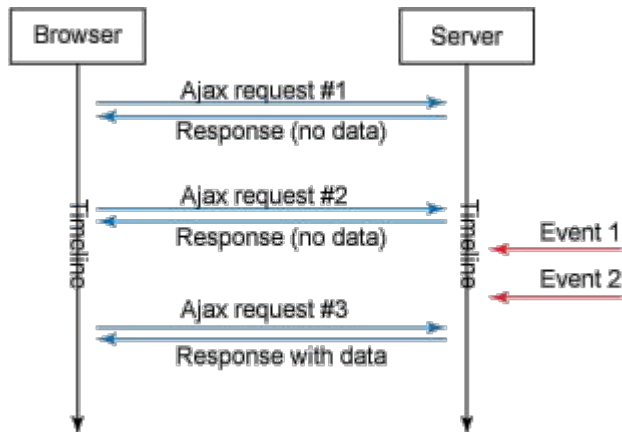 Browser
Server
Ajax request #1
Response (no data)
Ajax request #2
Response (no data)
Timeline
Timeline
Event 1
Event 2
Ajax request #3
Response with data